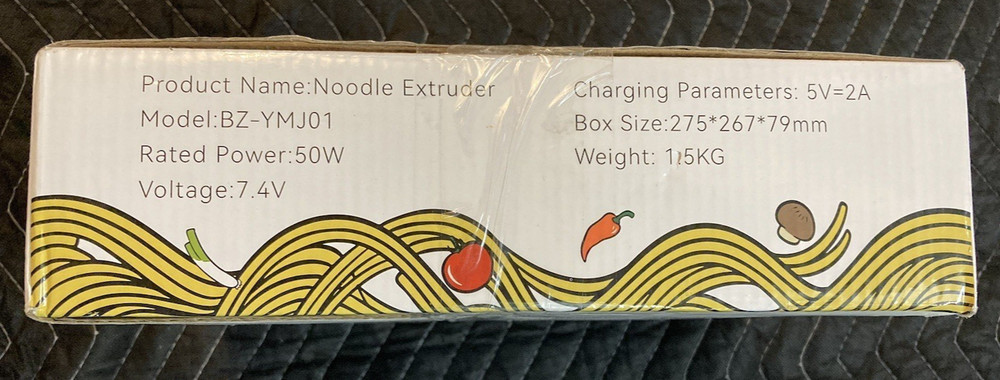 Product Name:Noodle Extruder
Model:BZ-YMJ01
Rated Power:50W
Voltage:7.4V
Charging Parameters: 5V=2A
Box Size:275*267*79mm
Weight: 1.5KG